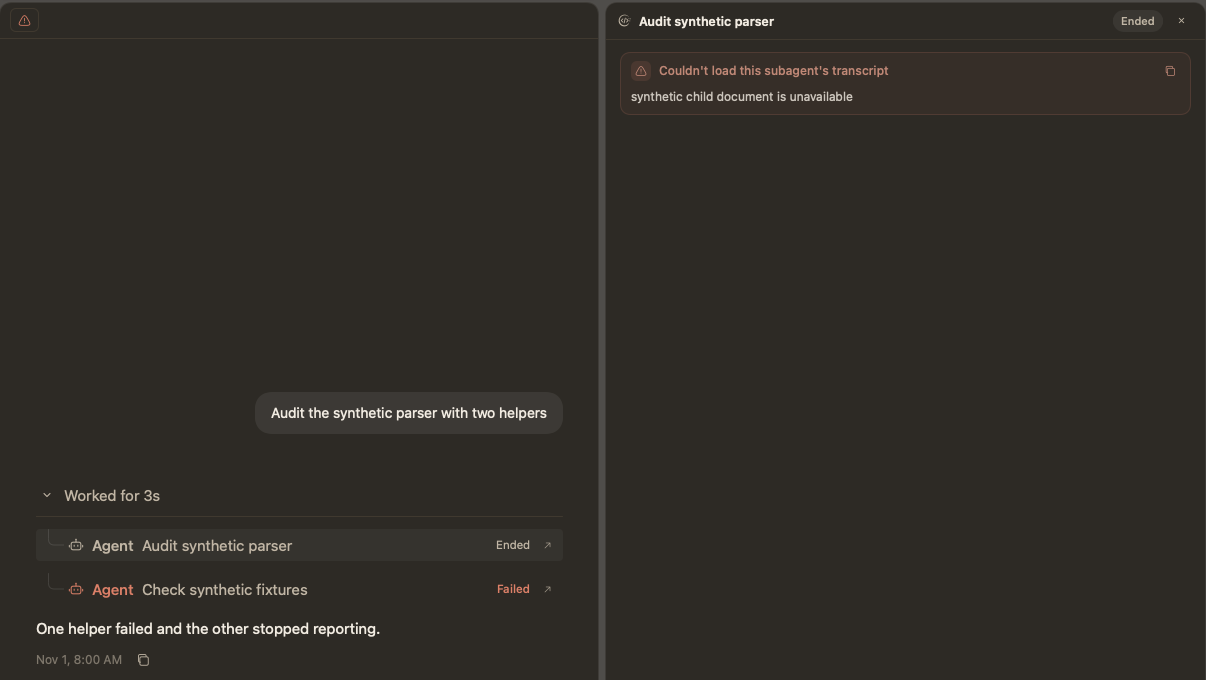 Audit the synthetic parser with two helpers
Worked for 3s
Agent Audit synthetic parser Ended
Agent Check synthetic fixtures Failed
One helper failed and the other stopped reporting.
Nov 1, 8:00 AM
Audit synthetic parser Ended
Couldn't load this subagent's transcript
synthetic child document is unavailable